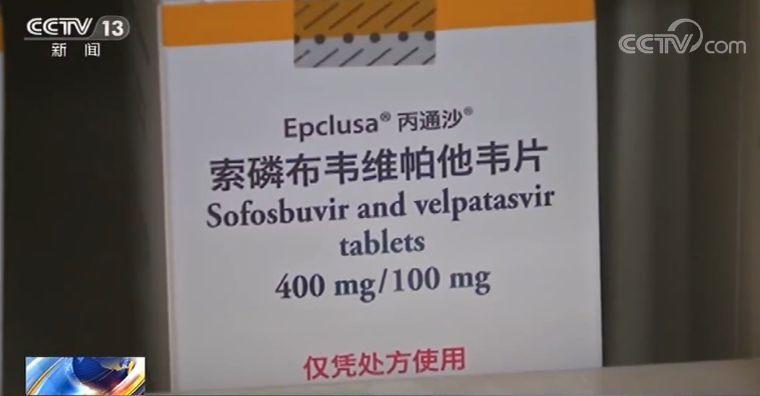 CCTV 13
新闻
CCTV.com
Epclusa® 丙通沙®
索磷布韦维帕他韦片
Sofosbuvir and velpatasvir
tablets
400 mg/100 mg
仅凭处方使用